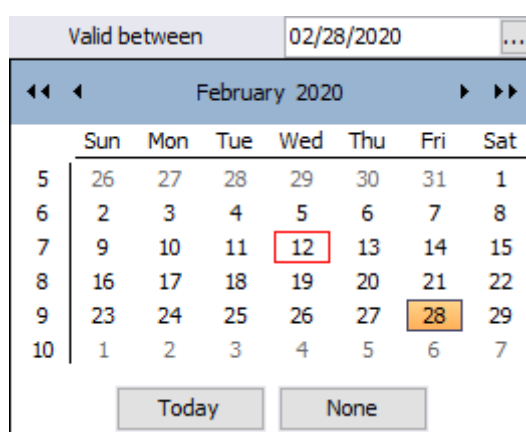 Valid between 02/28/2020 ...
February 2020
Sun Mon Tue Wed Thu Fri Sat
5 26 27 28 29 30 31 1
6 2 3 4 5 6 7 8
7 9 10 11 12 13 14 15
8 16 17 18 19 20 21 22
9 23 24 25 26 27 28 29
10 1 2 3 4 5 6 7
Today None